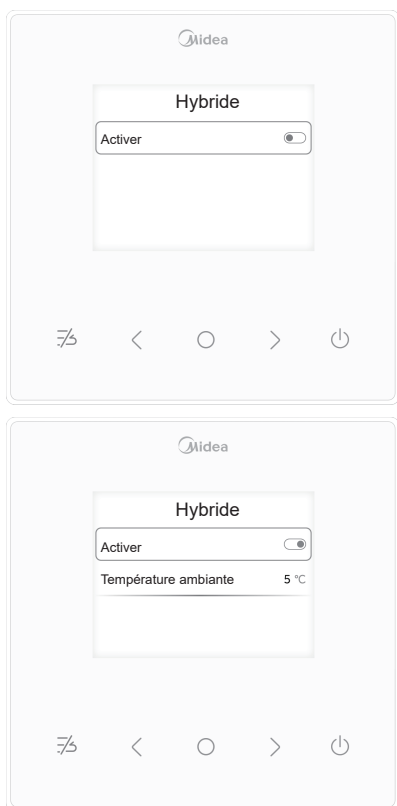 Midea
Hybride
Activer
Midea
Hybride
Activer
Température ambiante 5 °C